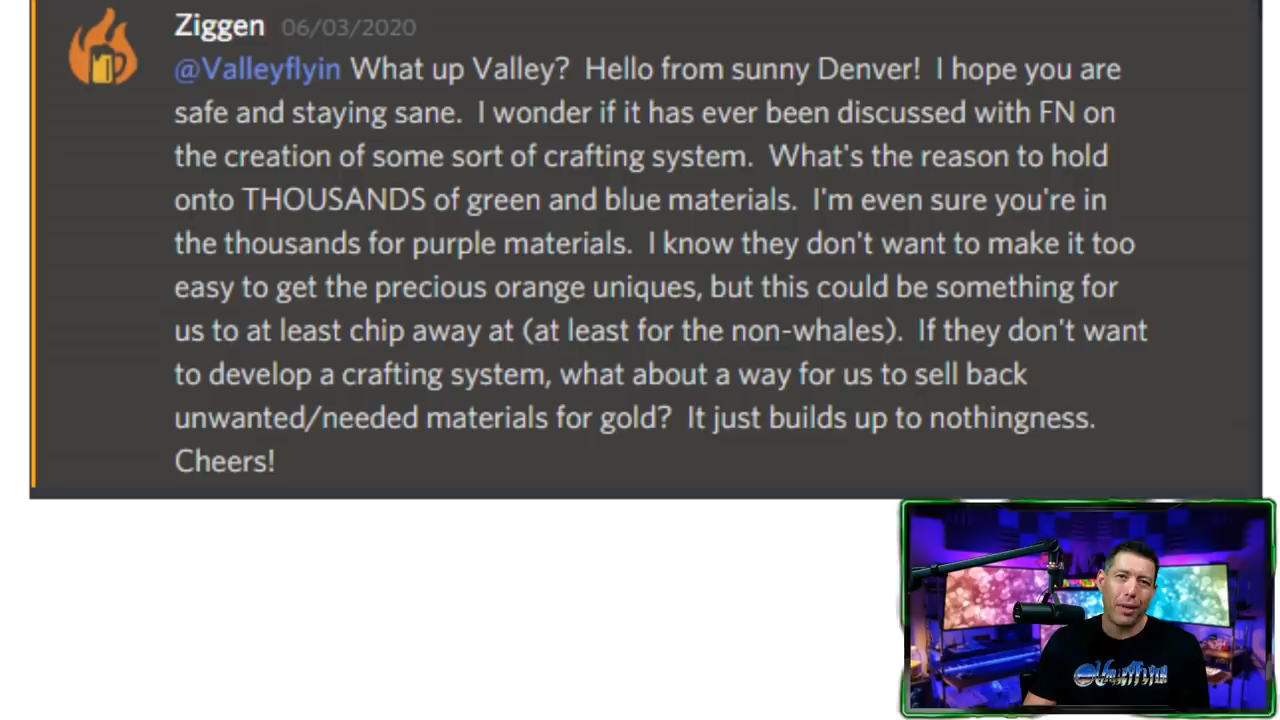 Ziggen 06/03/2020
@Valleyflyin What up Valley? Hello from sunny Denver! I hope you are
safe and staying sane. I wonder if it has ever been discussed with FN on
the creation of some sort of crafting system. What's the reason to hold
onto THOUSANDS of green and blue materials. I'm even sure you're in
the thousands for purple materials. I know they don't want to make it too
easy to get the precious orange uniques, but this could be something for
us to at least chip away at (at least for the non-whales). If they don't want
to develop a crafting system, what about a way for us to sell back
unwanted/needed materials for gold? It just builds up to nothingness.
Cheers!